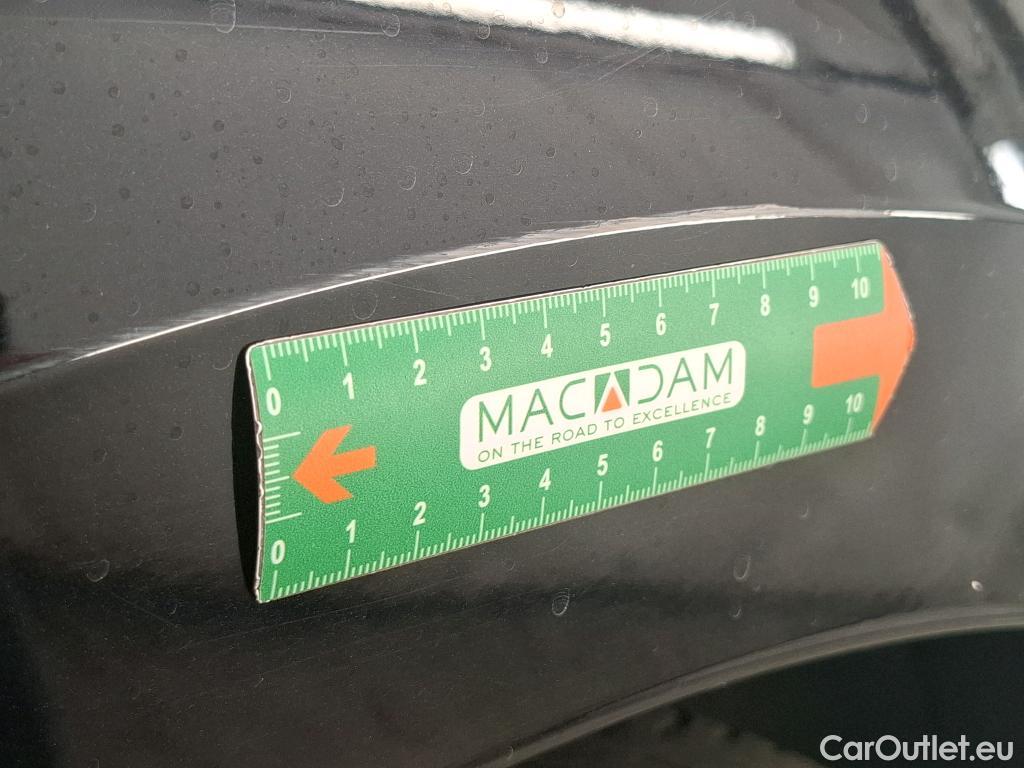 0 1 2 3 4 5 6 7 8 9 10
MACADAM
ON THE ROAD TO EXCELLENCE
0 1 2 3 4 5 6 7 8 9 10
CarOutlet.eu